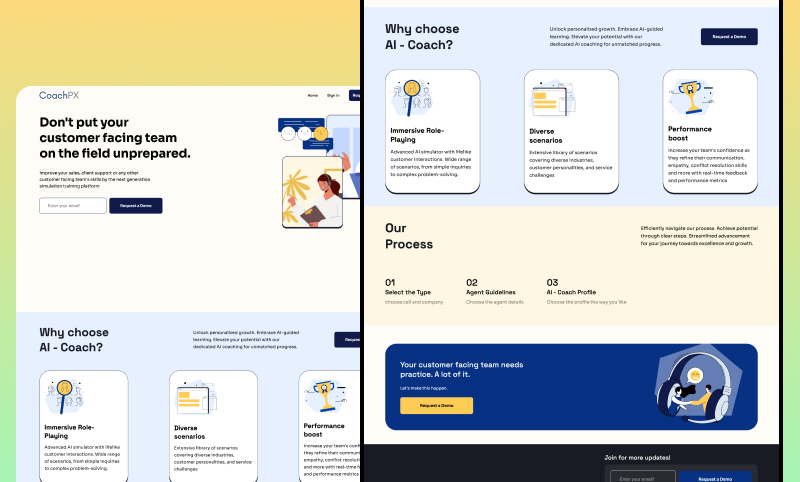 CoachPX
Home Sign in
Don't put your
customer facing team
on the field unprepared.
Improve your sales, client support or any other
customer facing team's skills by the next generation
simulation training platform
Enter your email!
Request a Demo
Why choose
AI - Coach?
Unlock personalized growth. Embrace AI-guided
learning. Elevate your potential with our
dedicated AI coaching for unmatched progress.
Immersive Role-
Playing
Advanced AI simulator with lifelike
customer interactions. Wide range
of scenarios, from simple inquiries
to complex problem-solving.
Diverse
scenarios
Extensive library of scenarios
covering diverse industries,
customer personalities, and service
challenges
Performance
boost
Increase your team's conf
they refine their communi
empathy, conflict resolut
and more with real-time f
and performance metrics
Why choose
AI - Coach?
Unlock personalized growth. Embrace AI-guided
learning. Elevate your potential with our
dedicated AI coaching for unmatched progress.
Request a Demo
Immersive Role-
Playing
Advanced AI simulator with lifelike
customer interactions. Wide range
of scenarios, from simple inquiries
to complex problem-solving.
Diverse
scenarios
Extensive library of scenarios
covering diverse industries,
customer personalities, and service
challenges
Performance
boost
Increase your team's confidence as
they refine their communication,
empathy, conflict resolution skills
and more with real-time feedback
and performance metrics
Our
Process
Efficiently navigate our process. Achieve potential
through clear steps. Streamlined advancement
for your journey towards excellence and growth.
01
Select the Type
choose cell and company
02
Agent Guidelines
Choose the agent details
03
AI - Coach Profile
Choose the profile the way you like
Your customer facing team needs
practice. A lot of it.
Let's make this happen.
Request a Demo
Join for more updates!
Enter your email!
Request a Demo